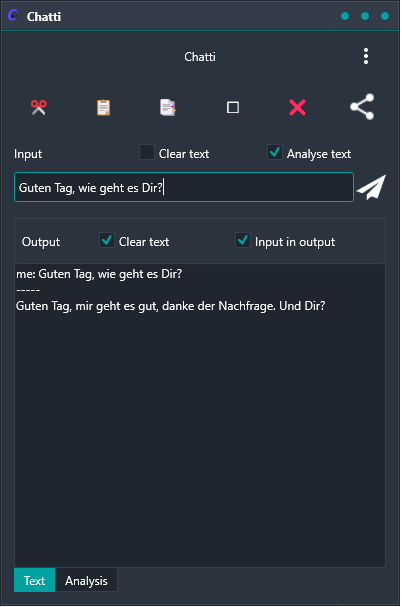 C Chatti
Chatti
Input Clear text Analyse text
Guten Tag, wie geht es Dir?
Output Clear text Input in output
me: Guten Tag, wie geht es Dir?
-----
Guten Tag, mir geht es gut, danke der Nachfrage. Und Dir?
Text Analysis